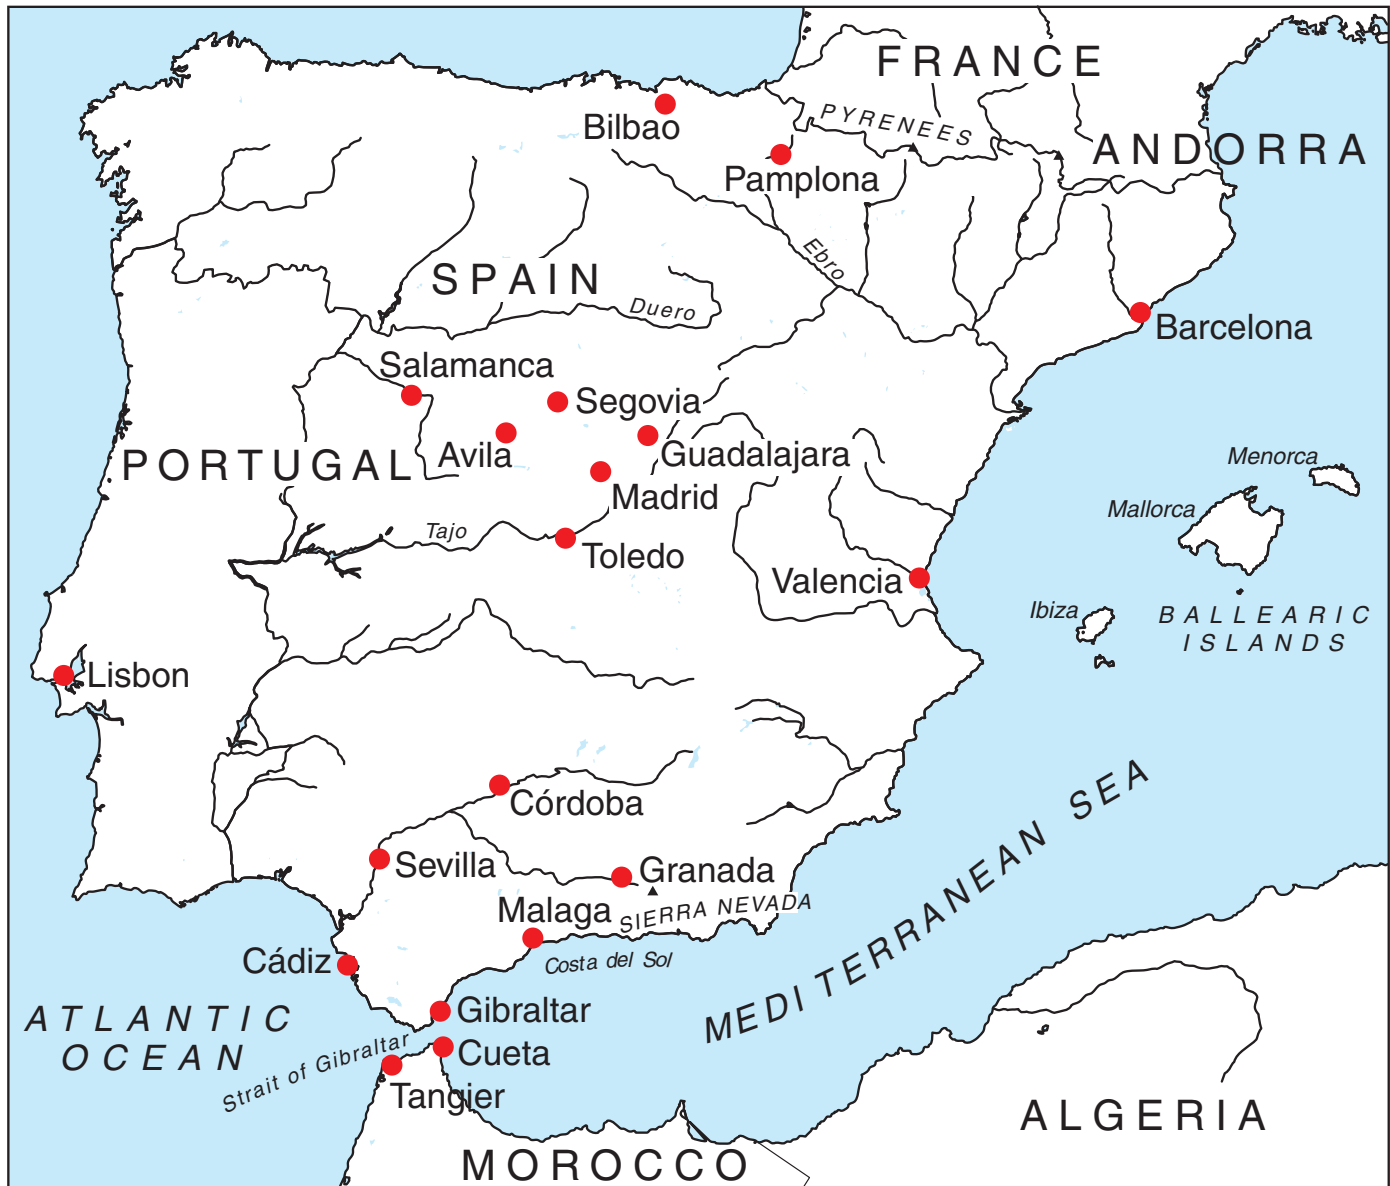 FRANCE
PYRENEES
Bilbao
ANDORRA
Pamplona
Ebro
SPAIN
Duero
Barcelona
Salamanca
Segovia
Avila
Guadalajara
PORTUGAL
Menorca
Madrid
Mallorca
Tajo
Toledo
Valencia
Ibiza
BALLEARIC
ISLANDS
Lisbon
Córdoba
MEDITERRANEAN SEA
Sevilla
Granada
Malaga
SIERRA NEVADA
Cádiz
Costa del Sol
ATLANTIC
OCEAN
Gibraltar
Strait of Gibraltar
Cueta
Tangier
ALGERIA
MOROCCO